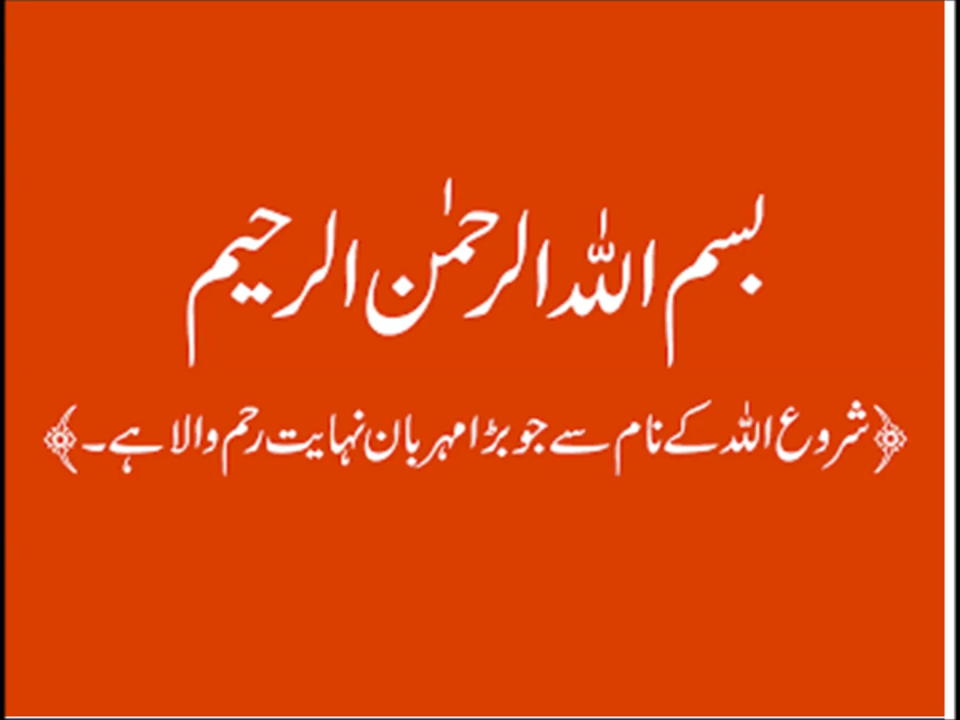 بسم اللہ الرحمٰن الرحیم
﴿شروع اللہ کے نام سے جو بڑا مہربان نہایت رحم والا ہے۔﴾